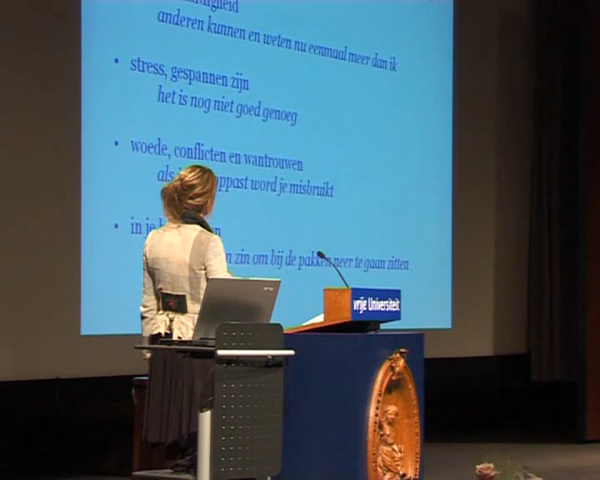 anderen kunnen en weten nu eenmaal meer dan ik
• stress, gespannen zijn
het is nog niet goed genoeg
• woede, conflicten en wantrouwen
als oppast word je misbruikt
• in je
zin om bij de pakken neer te gaan zitten
vrije Universiteit